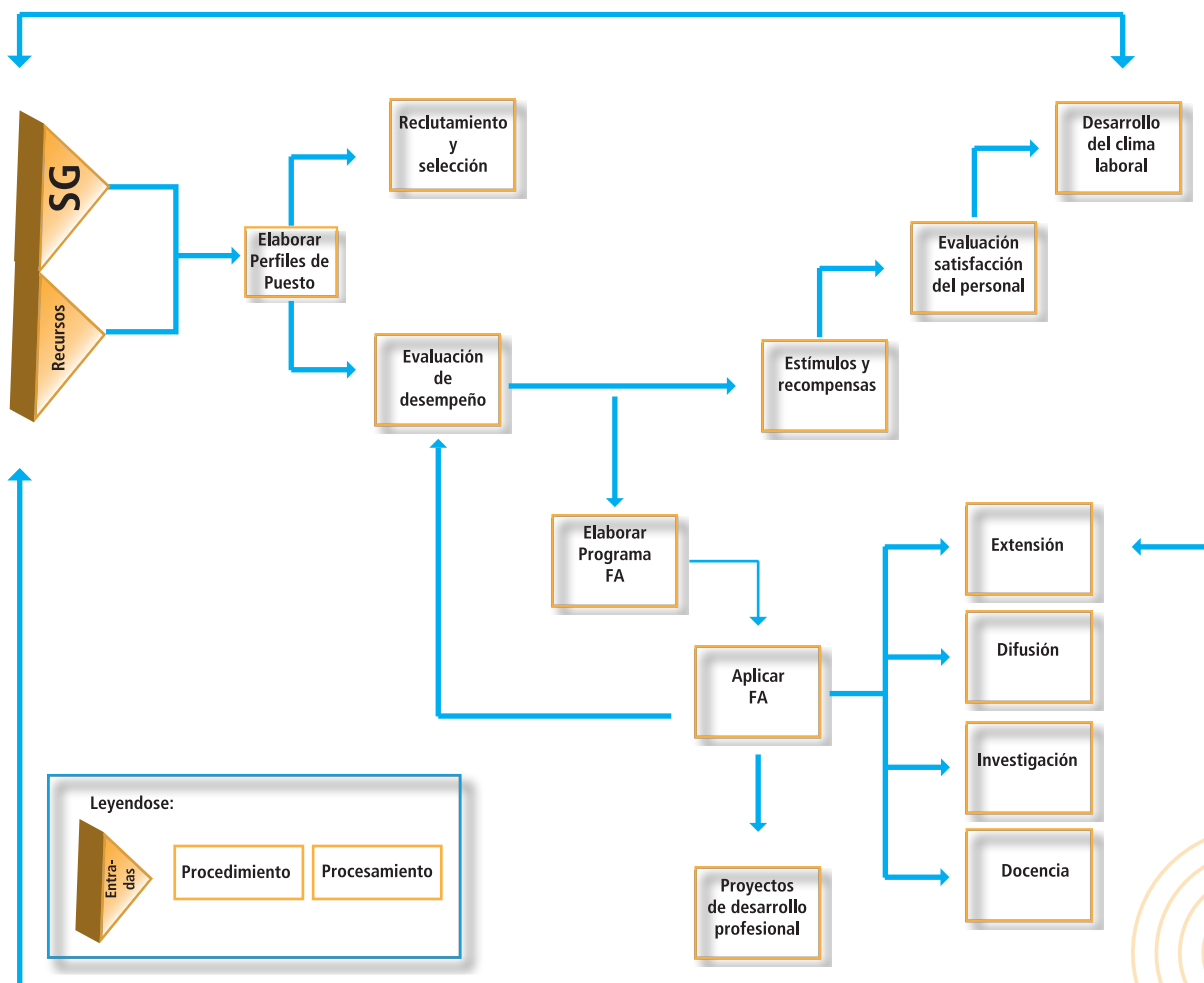 SG
Recursos
Elaborar
Perfiles de
Puesto
Reclutamiento
y
selección
Evaluación
de
desempeño
Estímulos y
recompensas
Evaluación
satisfacción
del personal
Desarrollo
del clima
laboral
Elaborar
Programa
FA
Aplicar
FA
Proyectos
de desarrollo
profesional
Extensión
Difusión
Investigación
Docencia
Leyendose:
Entra-
das
Procedimiento
Procesamiento